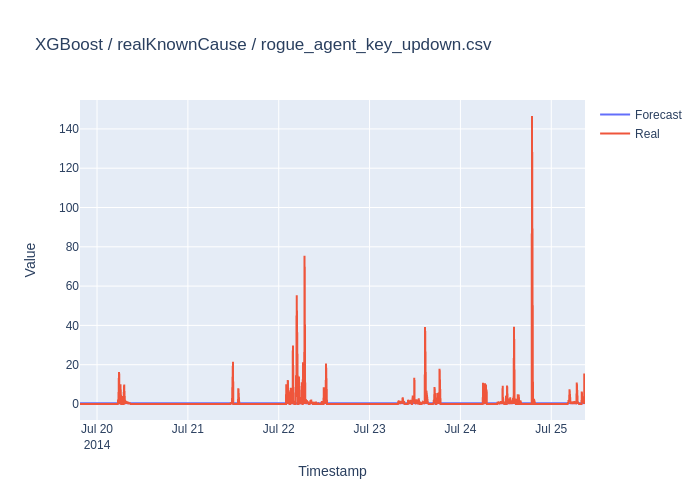 XGBoost / realKnownCause / rogue_agent_key_updown.csv
Forecast
Real
Value
140
120
100
80
60
40
20
0
Jul 20
2014
Jul 21
Jul 22
Jul 23
Jul 24
Jul 25
Timestamp